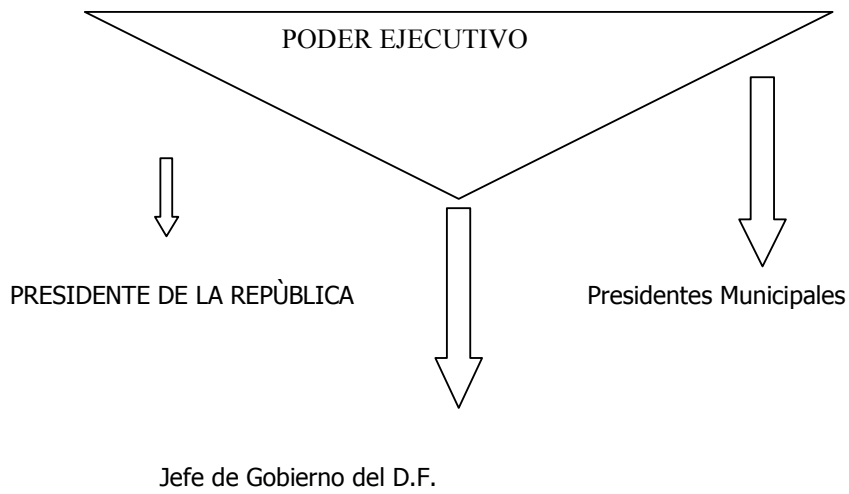 PODER EJECUTIVO
PRESIDENTE DE LA REPÙBLICA
Presidentes Municipales
Jefe de Gobierno del D.F.